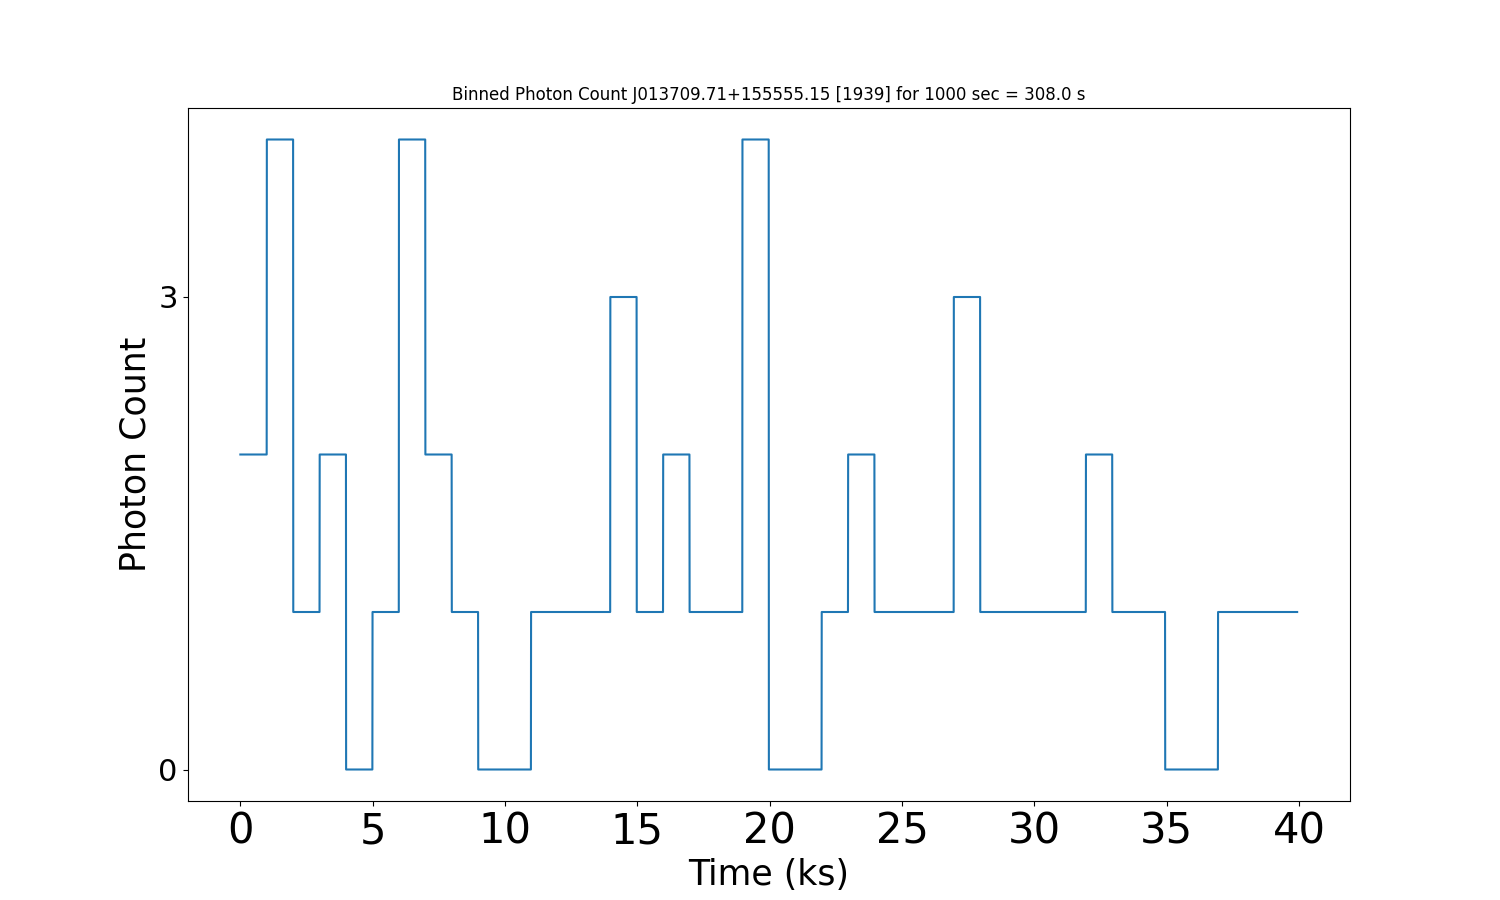 Binned Photon Count J013709.71+155555.15 [1939] for 1000 sec = 308.0 s
3
Photon Count
0
0 5 10 15 20 25 30 35 40
Time (ks)